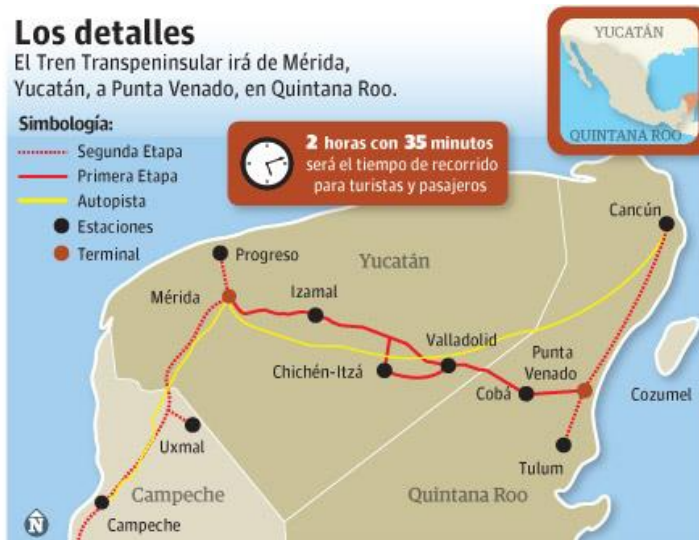 Los detalles
El Tren Transpeninsular irá de Mérida,
Yucatán, a Punta Venado, en Quintana Roo.
Simbología:
Segunda Etapa
Primera Etapa
Autopista
Estaciones
Terminal
2 horas con 35 minutos
será el tiempo de recorrido
para turistas y pasajeros
YUCATÁN
QUINTANA ROO
Cancún
Progreso
Yucatán
Mérida
Izamal
Valladolid
Chichén-Itzá
Punta
Venado
Cobá
Cozumel
Uxmal
Tulum
Campeche
Quintana Roo
Campeche
N